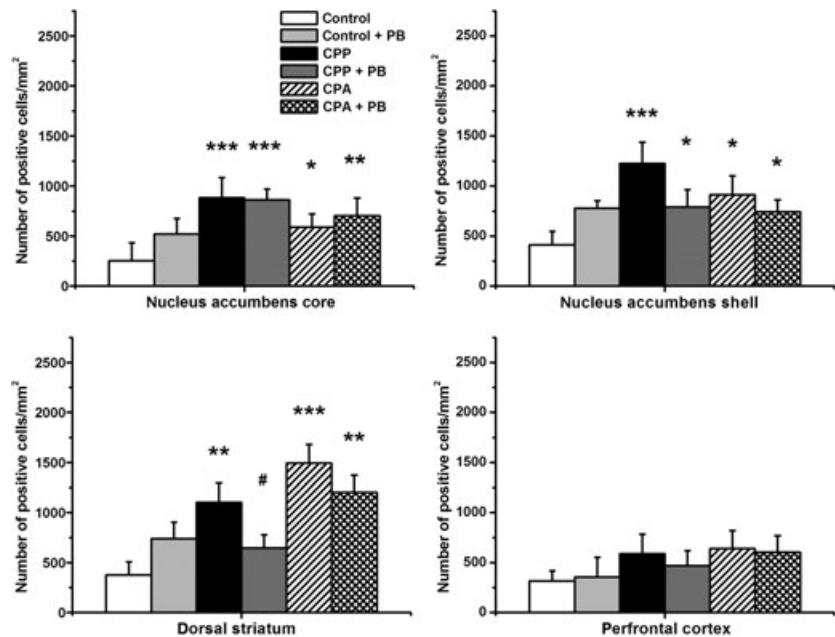 Control
Control + PB
CPP
CPP + PB
CPA
CPA + PB
Number of positive cells/mm²
2500
2000
1500
1000
500
0
*** *** * **
Nucleus accumbens core
Number of positive cells/mm²
2500
2000
1500
1000
500
0
*** * * *
Nucleus accumbens shell
Number of positive cells/mm²
2500
2000
1500
1000
500
0
** # *** **
Dorsal striatum
Number of positive cells/mm²
2500
2000
1500
1000
500
0
Perfrontal cortex